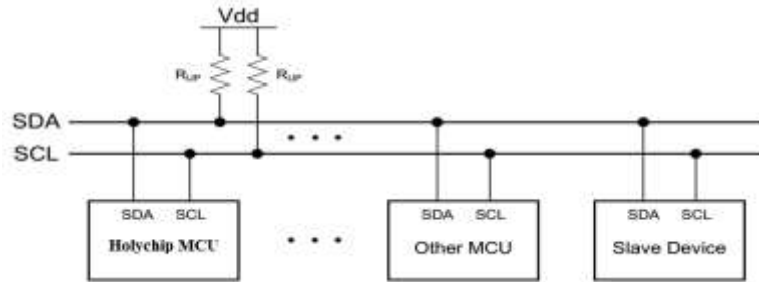 Vdd
RUP RUP
SDA
SCL
SDA SCL SDA SCL SDA SCL
Holychip MCU Other MCU Slave Device